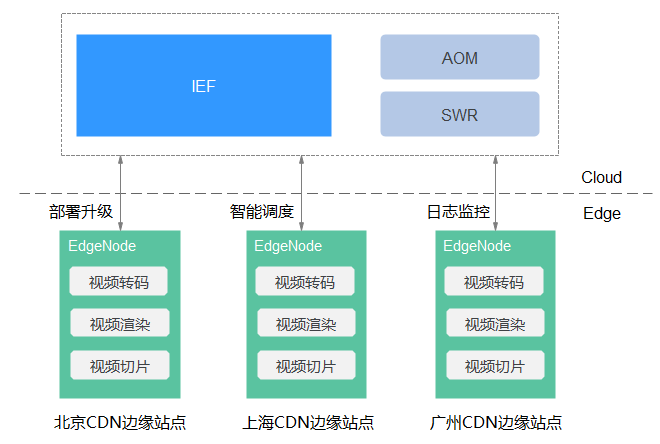 IEF
AOM
SWR
Cloud
部署升级
智能调度
日志监控
Edge
EdgeNode
EdgeNode
EdgeNode
视频转码
视频转码
视频转码
视频渲染
视频渲染
视频渲染
视频切片
视频切片
视频切片
北京CDN边缘站点
上海CDN边缘站点
广州CDN边缘站点